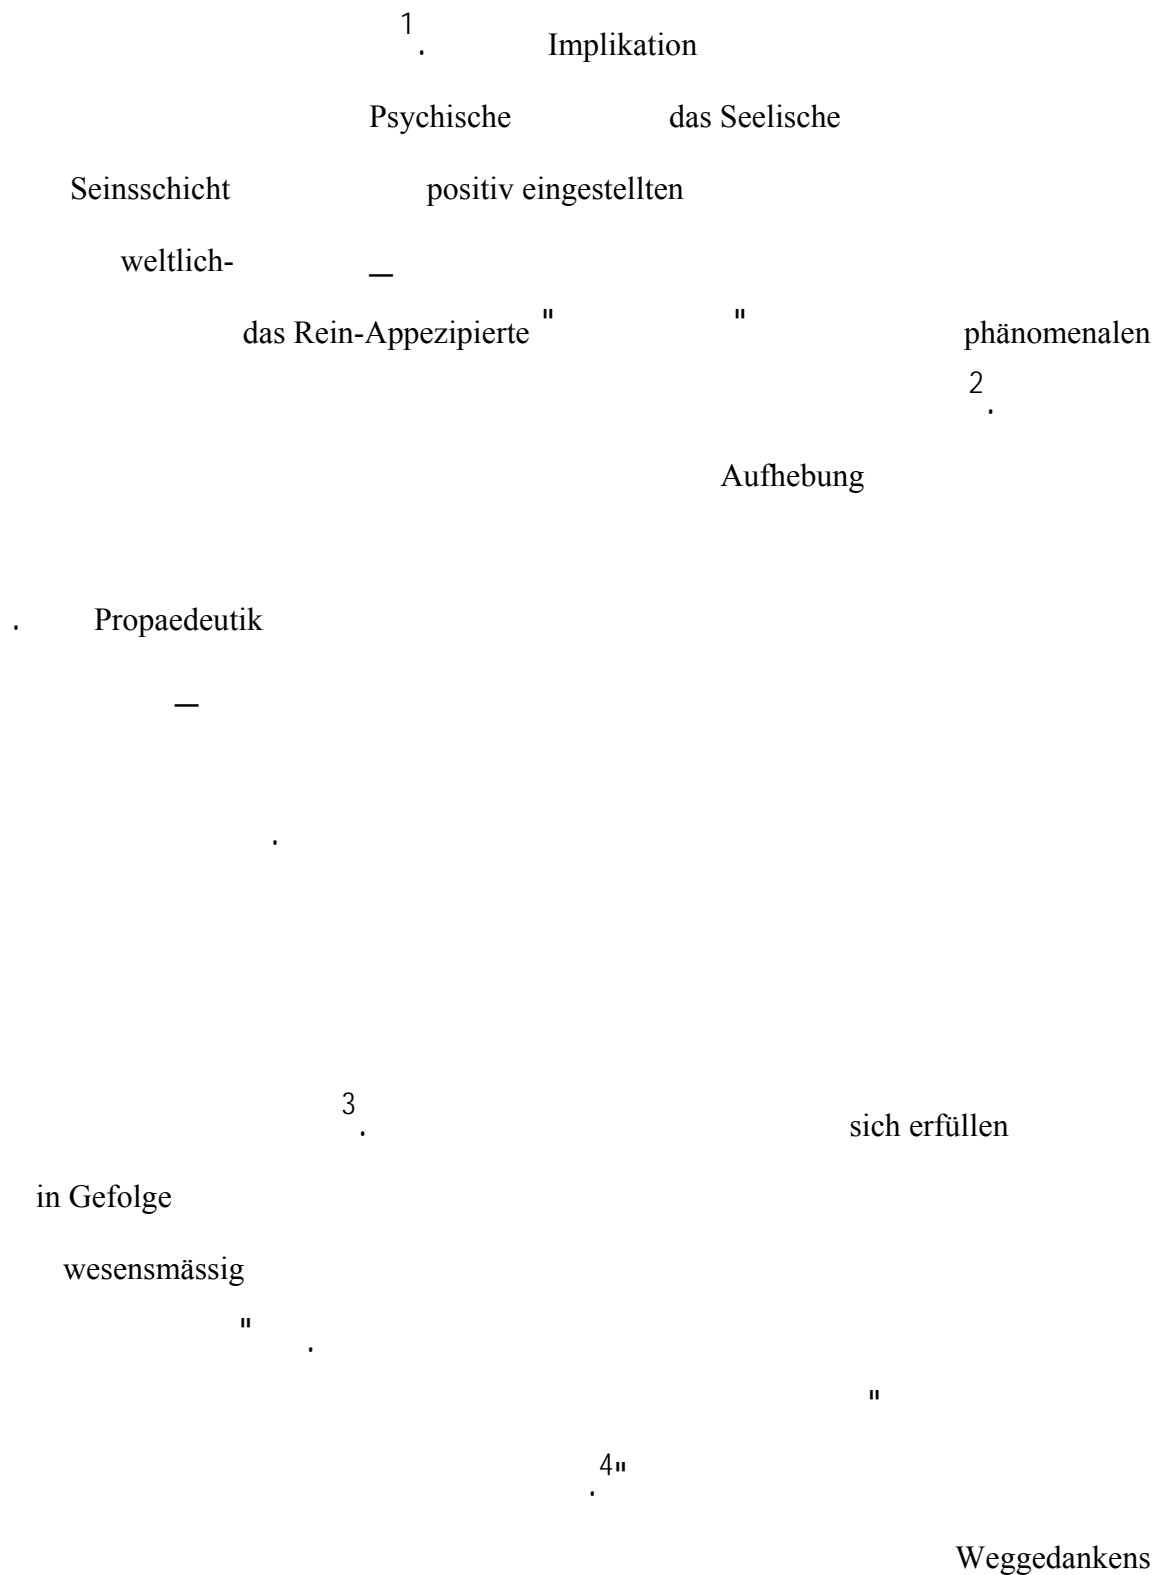 1. Implikation
Psychische das Seelische
Seinsschicht positiv eingestellten
weltlich- —
das Rein-Appezipierte " " phänomenalen
2.
Aufhebung
. Propaedeutik
—
.
3. sich erfüllen
in Gefolge
wesensmässig
" .
"
.4"
Weggedankens